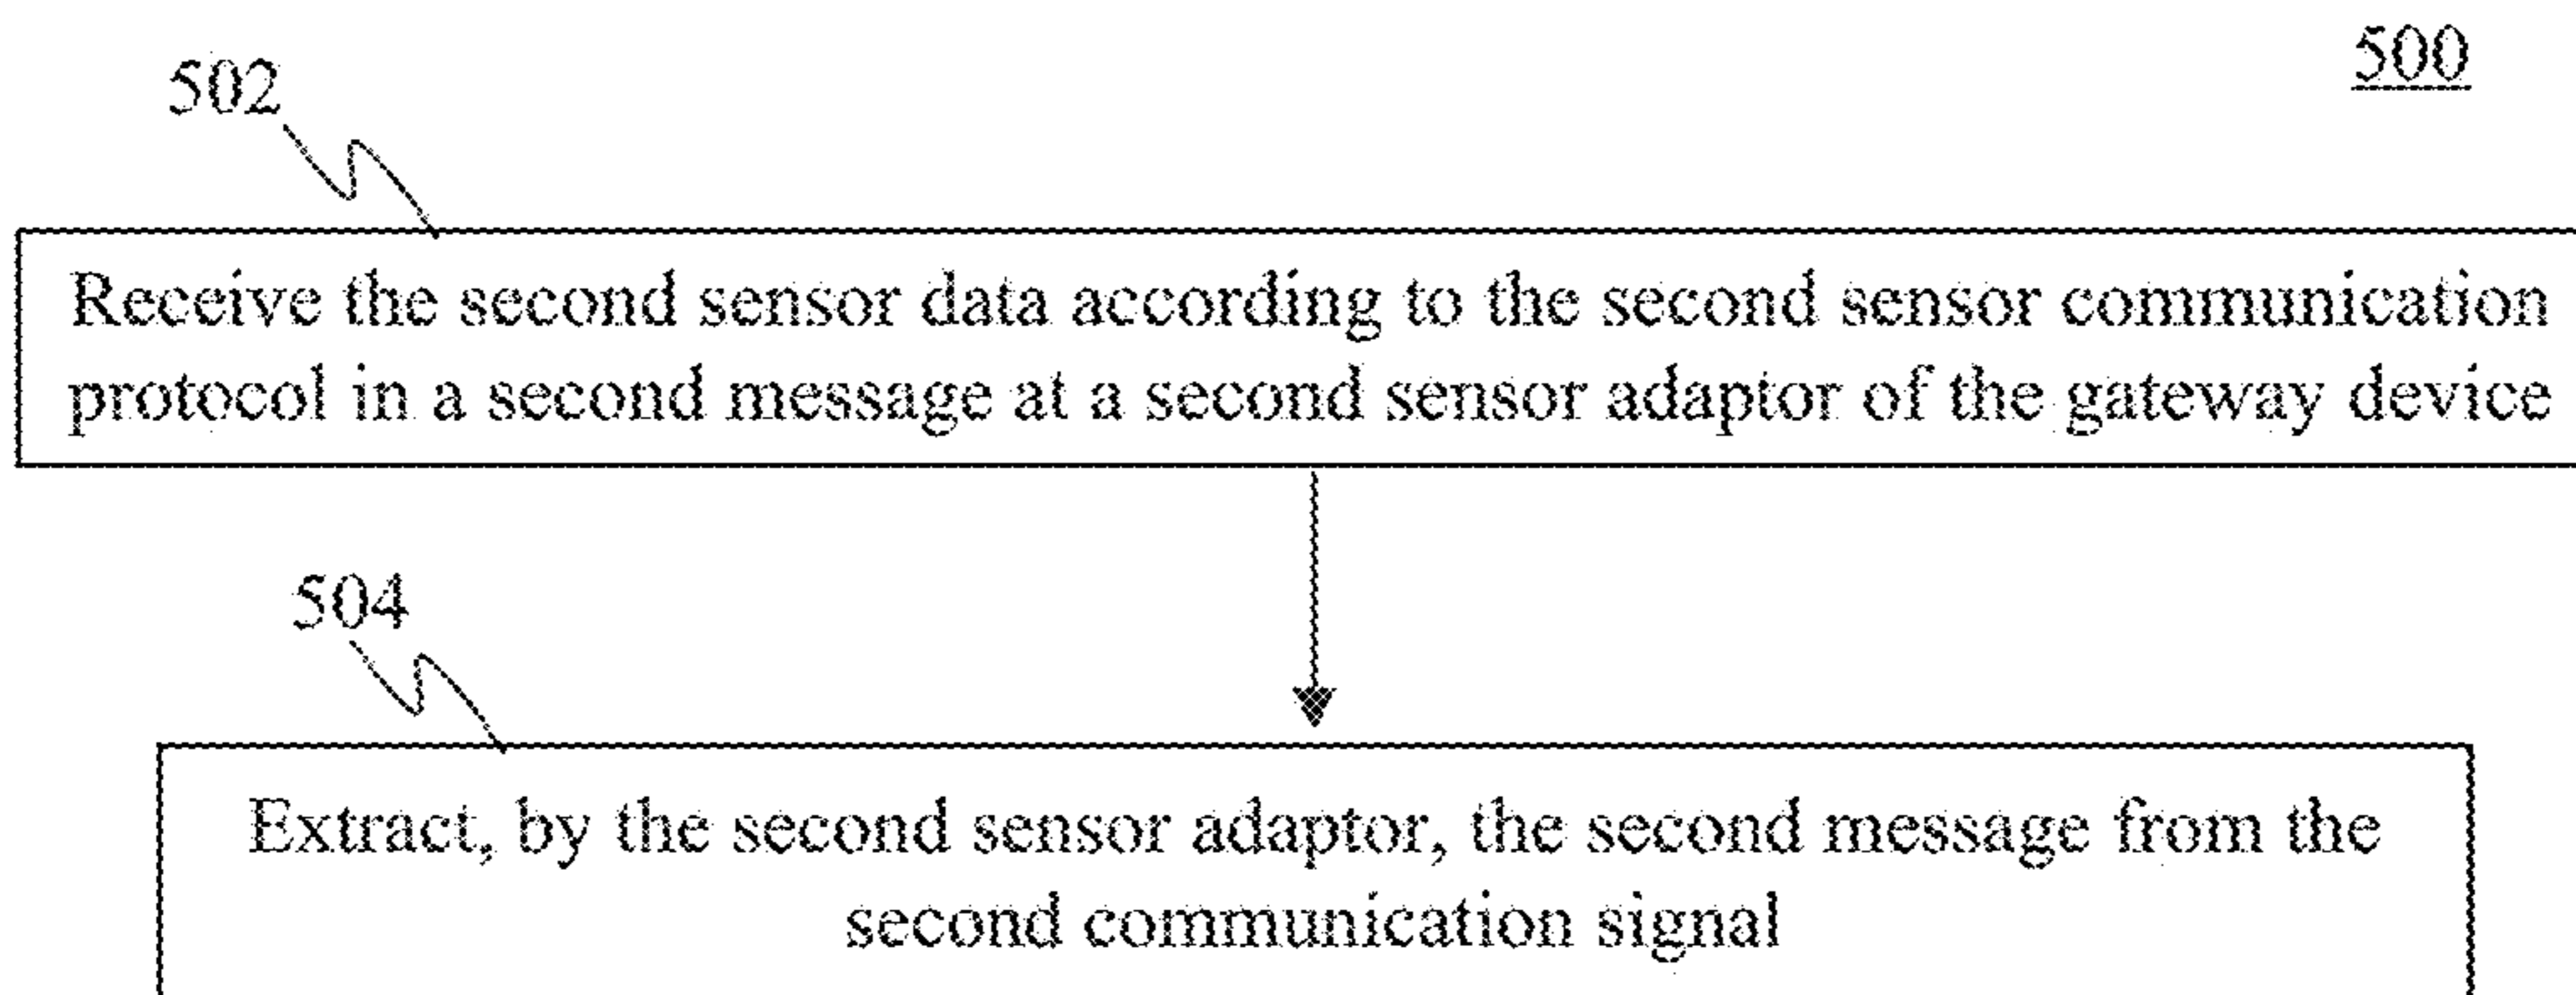 500
502
Receive the second sensor data according to the second sensor communication
protocol in a second message at a second sensor adaptor of the gateway device
504
Extract, by the second sensor adaptor, the second message from the
second communication signal